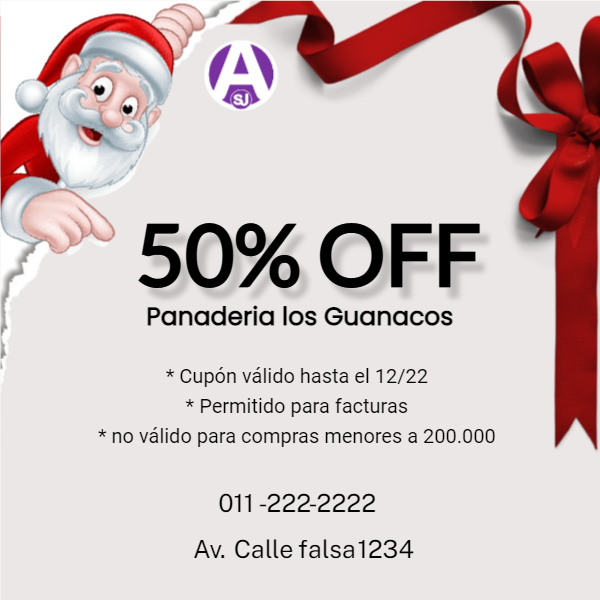 A
SJ
50% OFF
Panaderia los Guanacos
* Cupón válido hasta el 12/22
* Permitido para facturas
* no válido para compras menores a 200.000
011 -222-2222
Av. Calle falsa1234